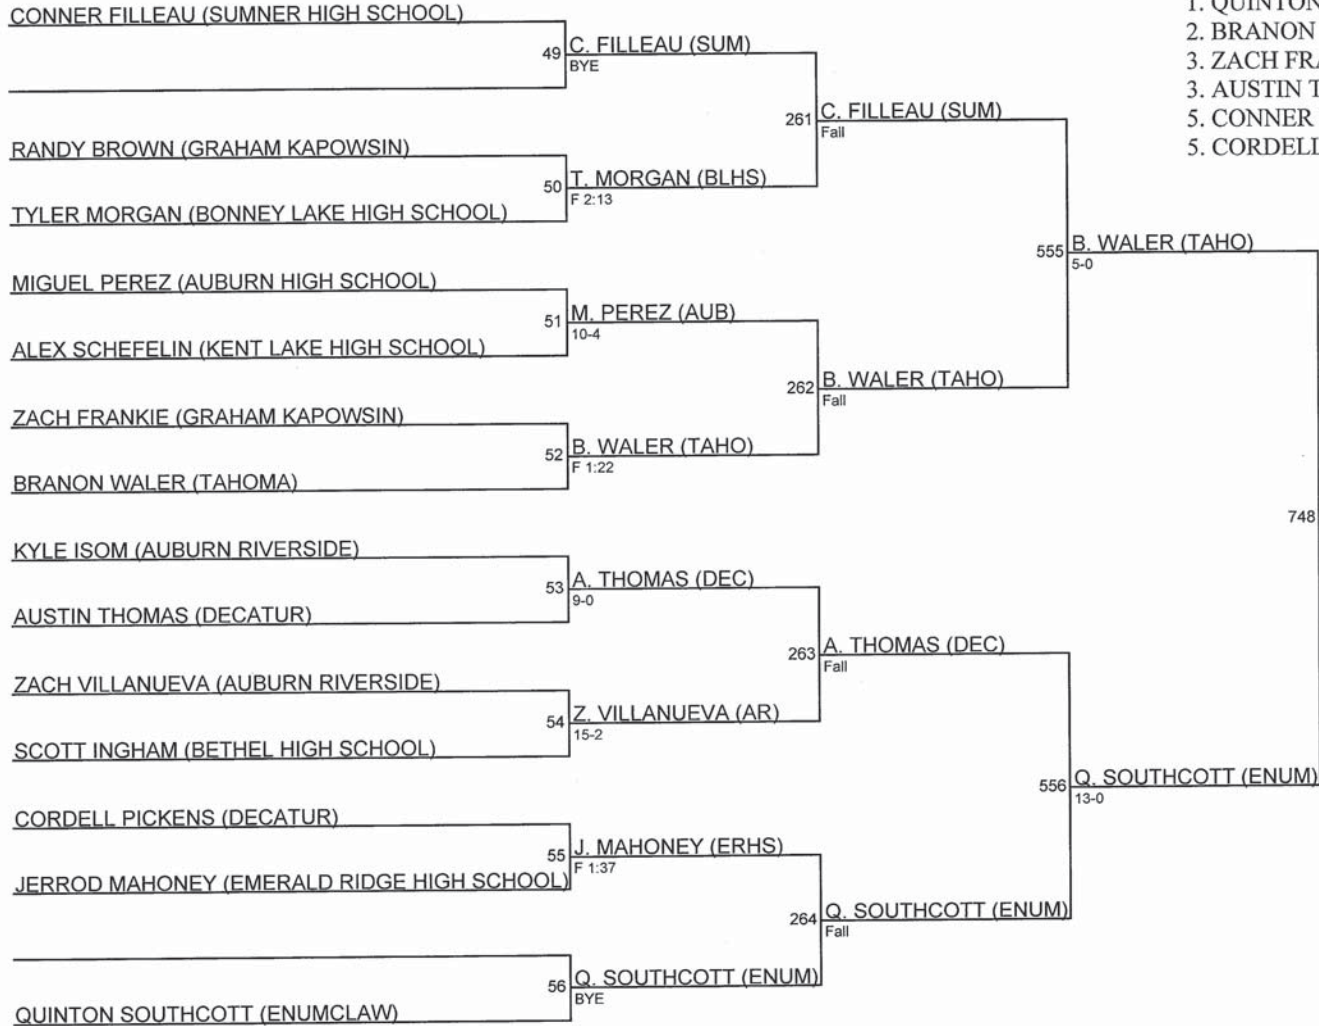 CONNER FILLEAU (SUMNER HIGH SCHOOL)
49 C. FILLEAU (SUM)
BYE
RANDY BROWN (GRAHAM KAPOWSIN)
50 T. MORGAN (BLHS)
F 2:13
TYLER MORGAN (BONNEY LAKE HIGH SCHOOL)
261 C. FILLEAU (SUM)
Fall
MIGUEL PEREZ (AUBURN HIGH SCHOOL)
51 M. PEREZ (AUB)
10-4
ALEX SCHEFELIN (KENT LAKE HIGH SCHOOL)
ZACH FRANKIE (GRAHAM KAPOWSIN)
52 B. WALER (TAHO)
F 1:22
BRANON WALER (TAHOMA)
262 B. WALER (TAHO)
Fall
555 B. WALER (TAHO)
5-0
KYLE ISOM (AUBURN RIVERSIDE)
53 A. THOMAS (DEC)
9-0
AUSTIN THOMAS (DECATUR)
ZACH VILLANUEVA (AUBURN RIVERSIDE)
54 Z. VILLANUEVA (AR)
15-2
SCOTT INGHAM (BETHEL HIGH SCHOOL)
263 A. THOMAS (DEC)
Fall
CORDELL PICKENS (DECATUR)
55 J. MAHONEY (ERHS)
F 1:37
JERROD MAHONEY (EMERALD RIDGE HIGH SCHOOL)
56 Q. SOUTHCOTT (ENUM)
BYE
QUINTON SOUTHCOTT (ENUMCLAW)
264 Q. SOUTHCOTT (ENUM)
Fall
556 Q. SOUTHCOTT (ENUM)
13-0
748
1. QUINTON
2. BRANON
3. ZACH FRA
3. AUSTIN T
5. CONNER
5. CORDELL